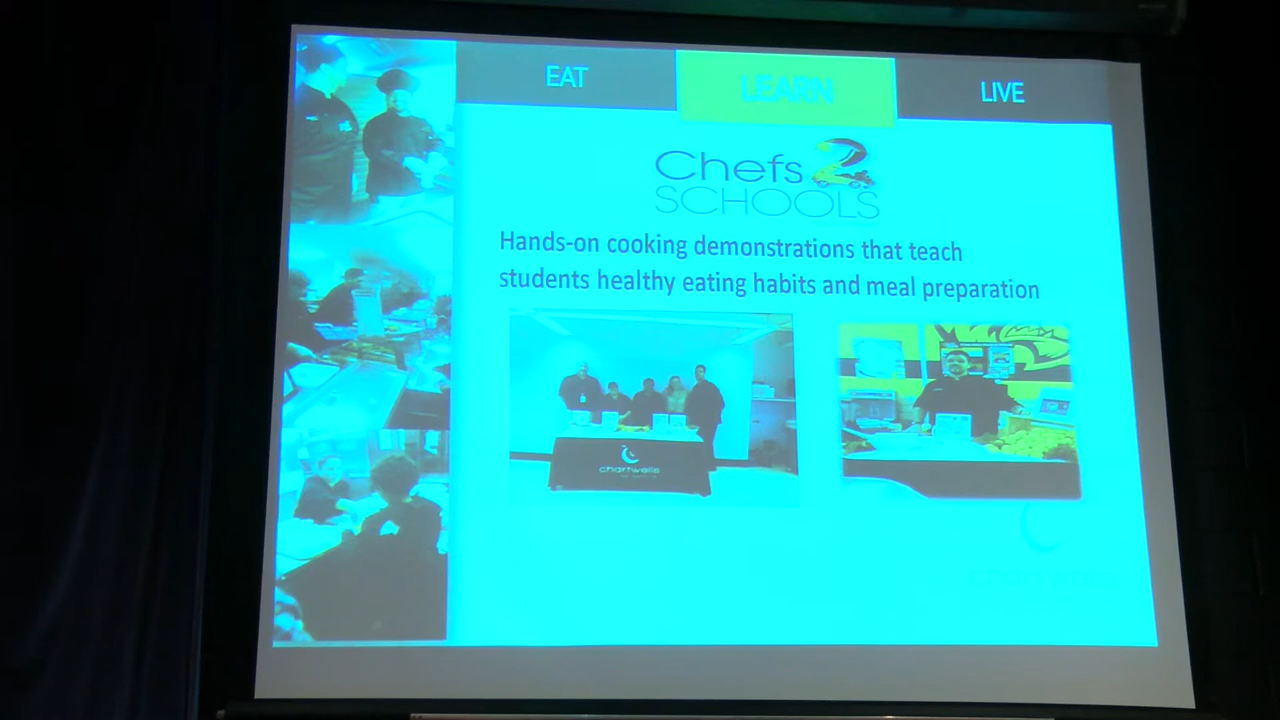 EAT
LEARN
LIVE
Chefs 2
SCHOOLS
Hands-on cooking demonstrations that teach
students healthy eating habits and meal preparation
chartwells
chartwells